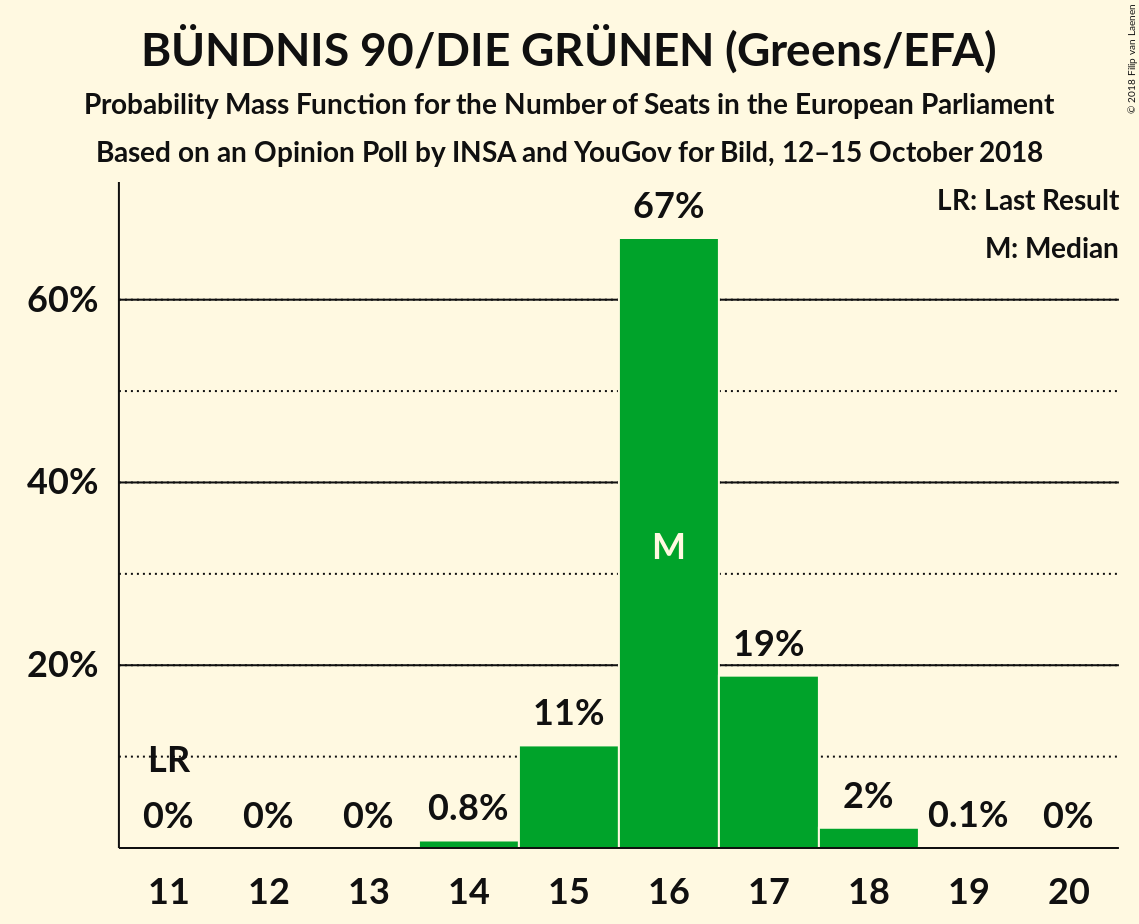 BÜNDNIS 90/DIE GRÜNEN (Greens/EFA)
Probability Mass Function for the Number of Seats in the European Parliament
Based on an Opinion Poll by INSA and YouGov for Bild, 12–15 October 2018
© 2018 Filip van Laenen
LR: Last Result
M: Median
67%
60%
40%
M
19%
20%
11%
LR
0%
0%
0%
0.8%
2%
0.1%
0%
11 12 13 14 15 16 17 18 19 20